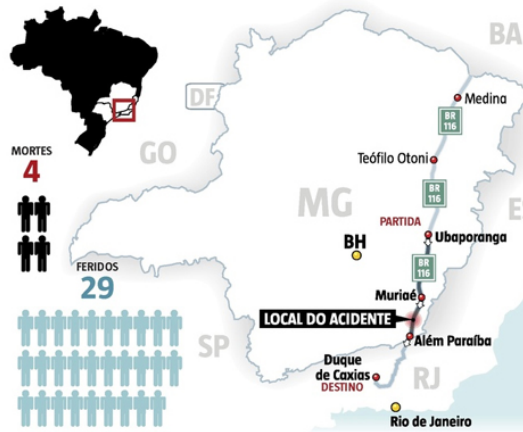 BA
DF
Medina
BR
116
GO
MORTES
4
Teófilo Otoni
BR
116
MG
PARTIDA
Ubaporanga
BH
BR
116
FERIDOS
29
Muriaé
LOCAL DO ACIDENTE
SP
Além Paraíba
Duque
de Caxias
DESTINO
RJ
Rio de Janeiro